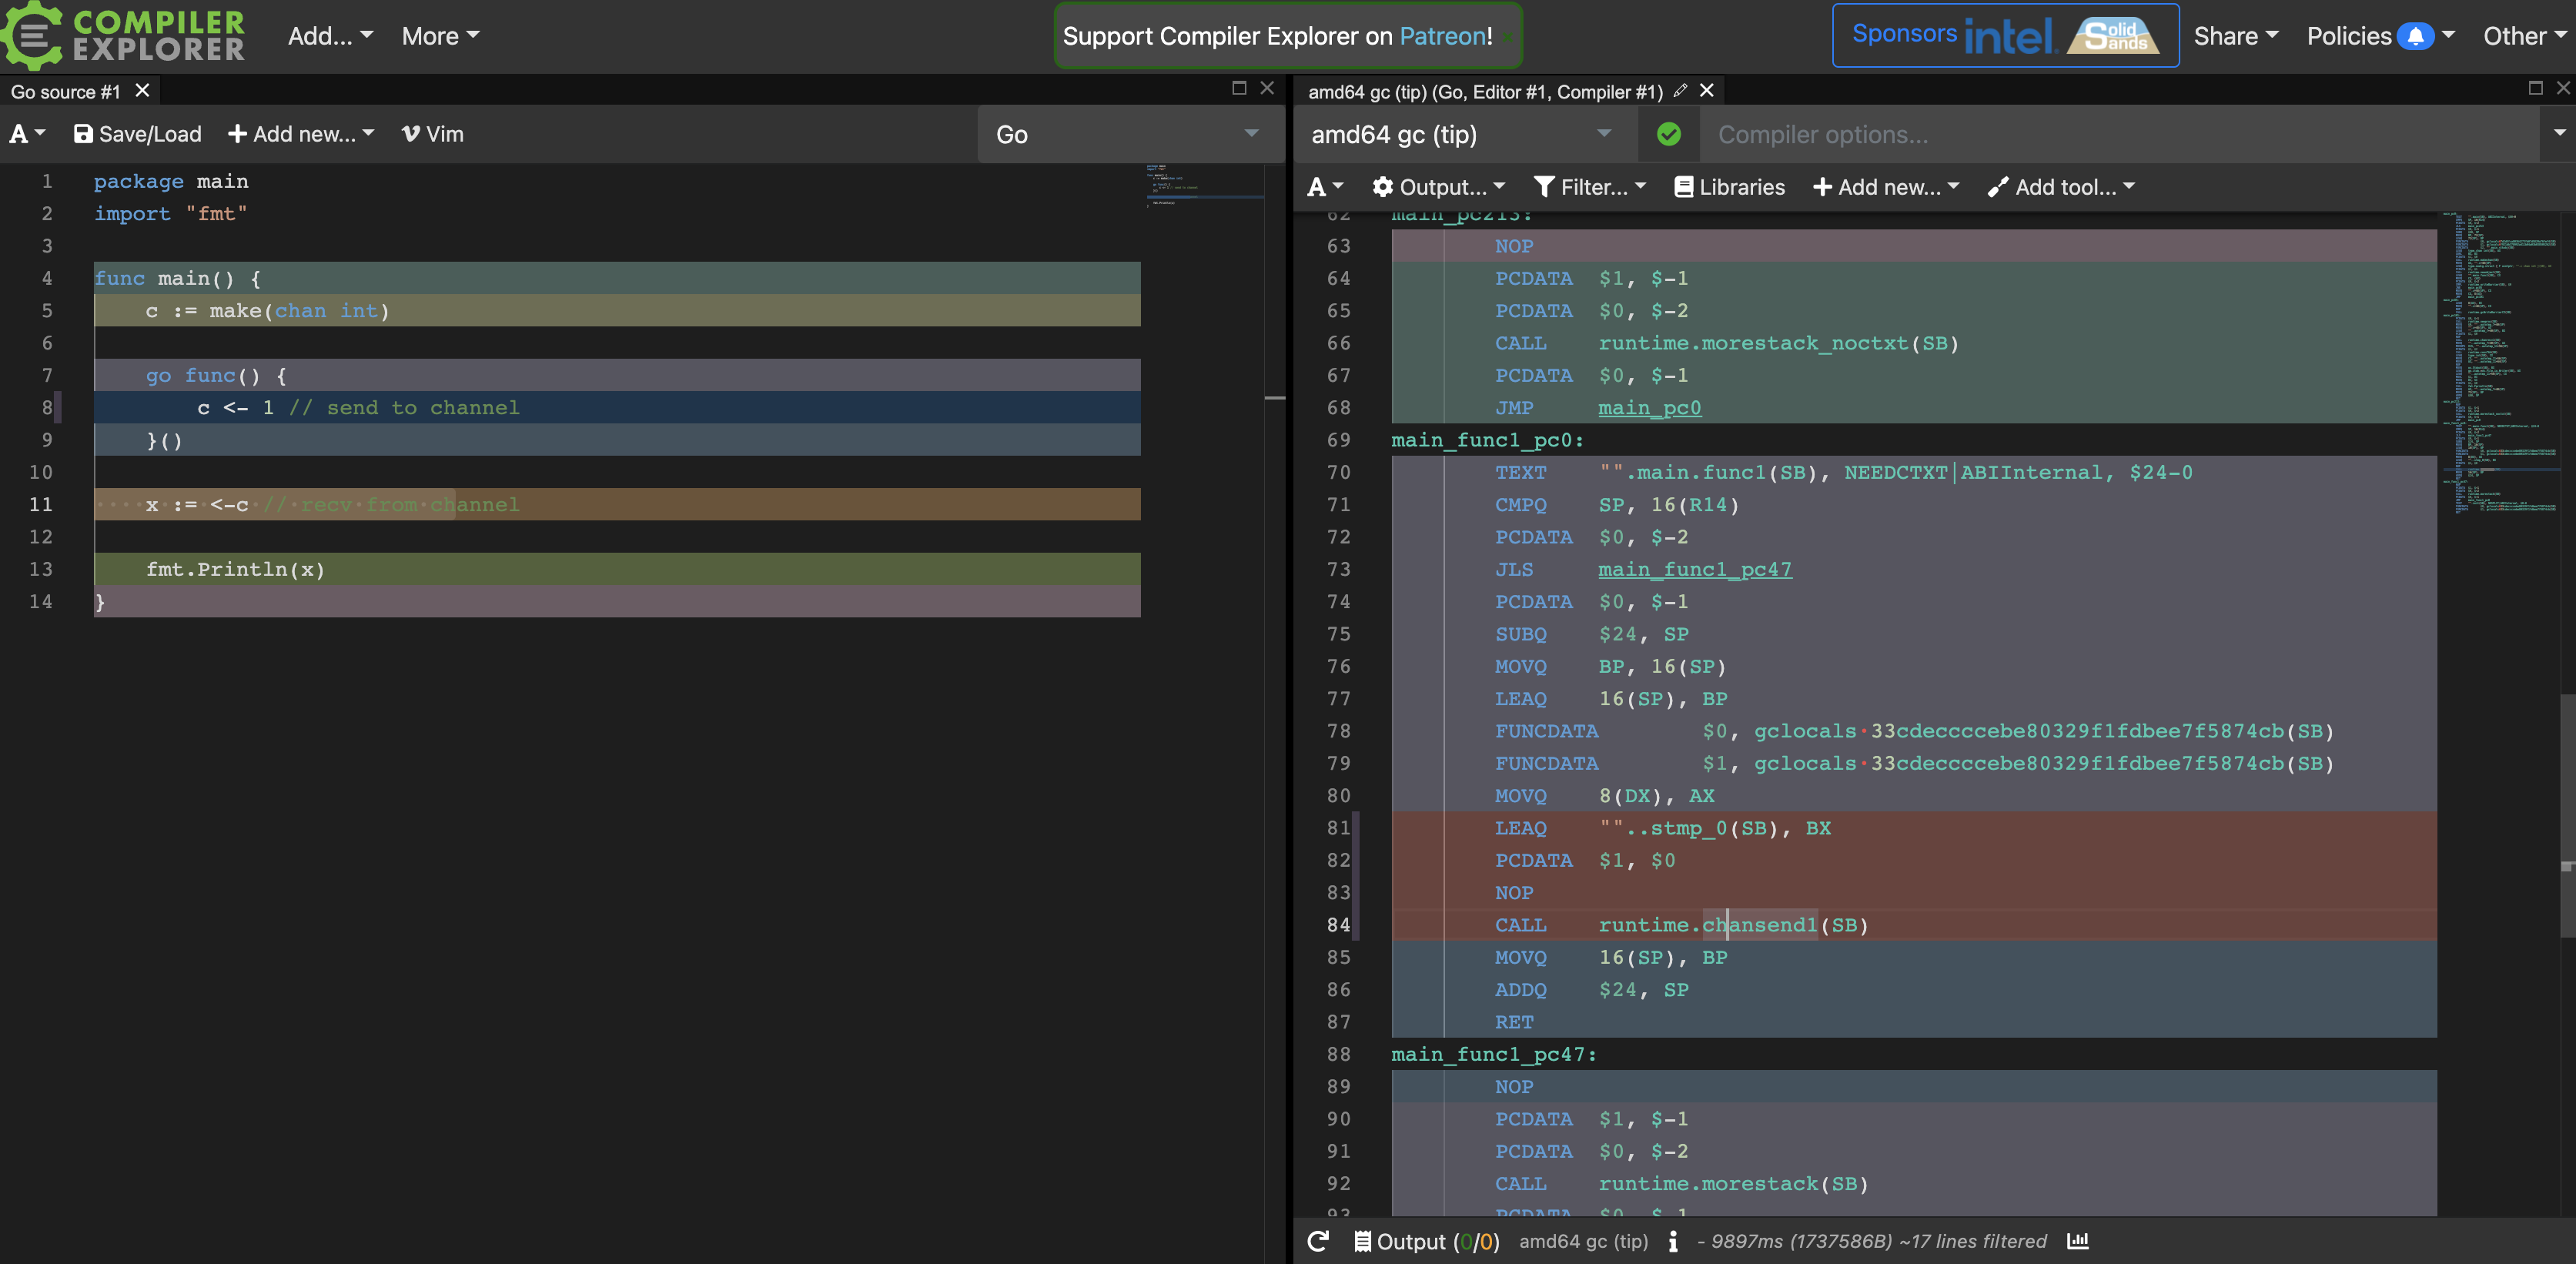 COMPILER
EXPLORER
Add...
More
Support Compiler Explorer on Patreon!
Sponsors intel. Solid Sands
Share
Policies
Other
Go source #1
A
Save/Load
Add new...
Vim
Go
1 package main
2 import "fmt"
3
4 func main() {
5 c := make(chan int)
6
7 go func() {
8 c <- 1 // send to channel
9 }()
10
11 ····x·:=·<-c·//·recv·from·channel
12
13 fmt.Println(x)
14 }
amd64 gc (tip) (Go, Editor #1, Compiler #1)
amd64 gc (tip)
Compiler options...
A
Output...
Filter...
Libraries
Add new...
Add tool...
62 main_pc213:
63 NOP
64 PCDATA $1, $-1
65 PCDATA $0, $-2
66 CALL runtime.morestack_noctxt(SB)
67 PCDATA $0, $-1
68 JMP main_pc0
69 main_func1_pc0:
70 TEXT "".main.func1(SB), NEEDCTXT|ABIInternal, $24-0
71 CMPQ SP, 16(R14)
72 PCDATA $0, $-2
73 JLS main_func1_pc47
74 PCDATA $0, $-1
75 SUBQ $24, SP
76 MOVQ BP, 16(SP)
77 LEAQ 16(SP), BP
78 FUNCDATA $0, gclocals·33cdeccccebe80329f1fdbee7f5874cb(SB)
79 FUNCDATA $1, gclocals·33cdeccccebe80329f1fdbee7f5874cb(SB)
80 MOVQ 8(DX), AX
81 LEAQ ""..stmp_0(SB), BX
82 PCDATA $1, $0
83 NOP
84 CALL runtime.chansend1(SB)
85 MOVQ 16(SP), BP
86 ADDQ $24, SP
87 RET
88 main_func1_pc47:
89 NOP
90 PCDATA $1, $-1
91 PCDATA $0, $-2
92 CALL runtime.morestack(SB)
93 PCDATA $0, $-1
Output (0/0) amd64 gc (tip) i - 9897ms (1737586B) ~17 lines filtered